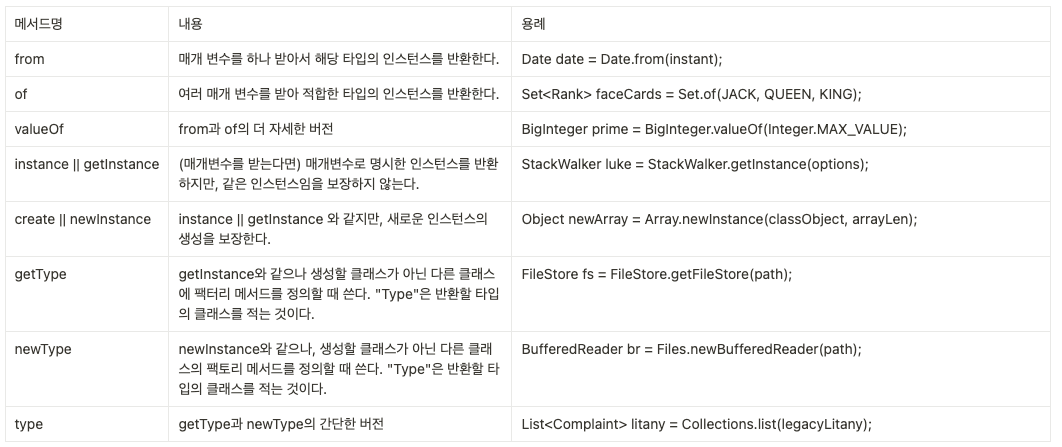 메서드명 내용 용례
from 매개 변수를 하나 받아서 해당 타입의 인스턴스를 반환한다. Date date = Date.from(instant);
of 여러 매개 변수를 받아 적합한 타입의 인스턴스를 반환한다. Set<Rank> faceCards = Set.of(JACK, QUEEN, KING);
valueOf from과 of의 더 자세한 버전 BigInteger prime = BigInteger.valueOf(Integer.MAX_VALUE);
instance || getInstance (매개변수를 받는다면) 매개변수로 명시한 인스턴스를 반환 StackWalker luke = StackWalker.getInstance(options);
하지만, 같은 인스턴스임을 보장하지 않는다.
create || newInstance instance || getInstance 와 같지만, 새로운 인스턴스의 Object newArray = Array.newInstance(classObject, arrayLen);
생성을 보장한다.
getType getInstance와 같으나 생성할 클래스가 아닌 다른 클래스 FileStore fs = FileStore.getFileStore(path);
에 팩터리 메서드를 정의할 때 쓴다. "Type"은 반환할 타입
의 클래스를 적는 것이다.
newType newInstance와 같으나, 생성할 클래스가 아닌 다른 클래 BufferedReader br = Files.newBufferedReader(path);
스의 팩토리 메서드를 정의할 때 쓴다. "Type"은 반환할 타
입의 클래스를 적는 것이다.
type getType과 newType의 간단한 버전 List<Complaint> litany = Collections.list(legacyLitany);